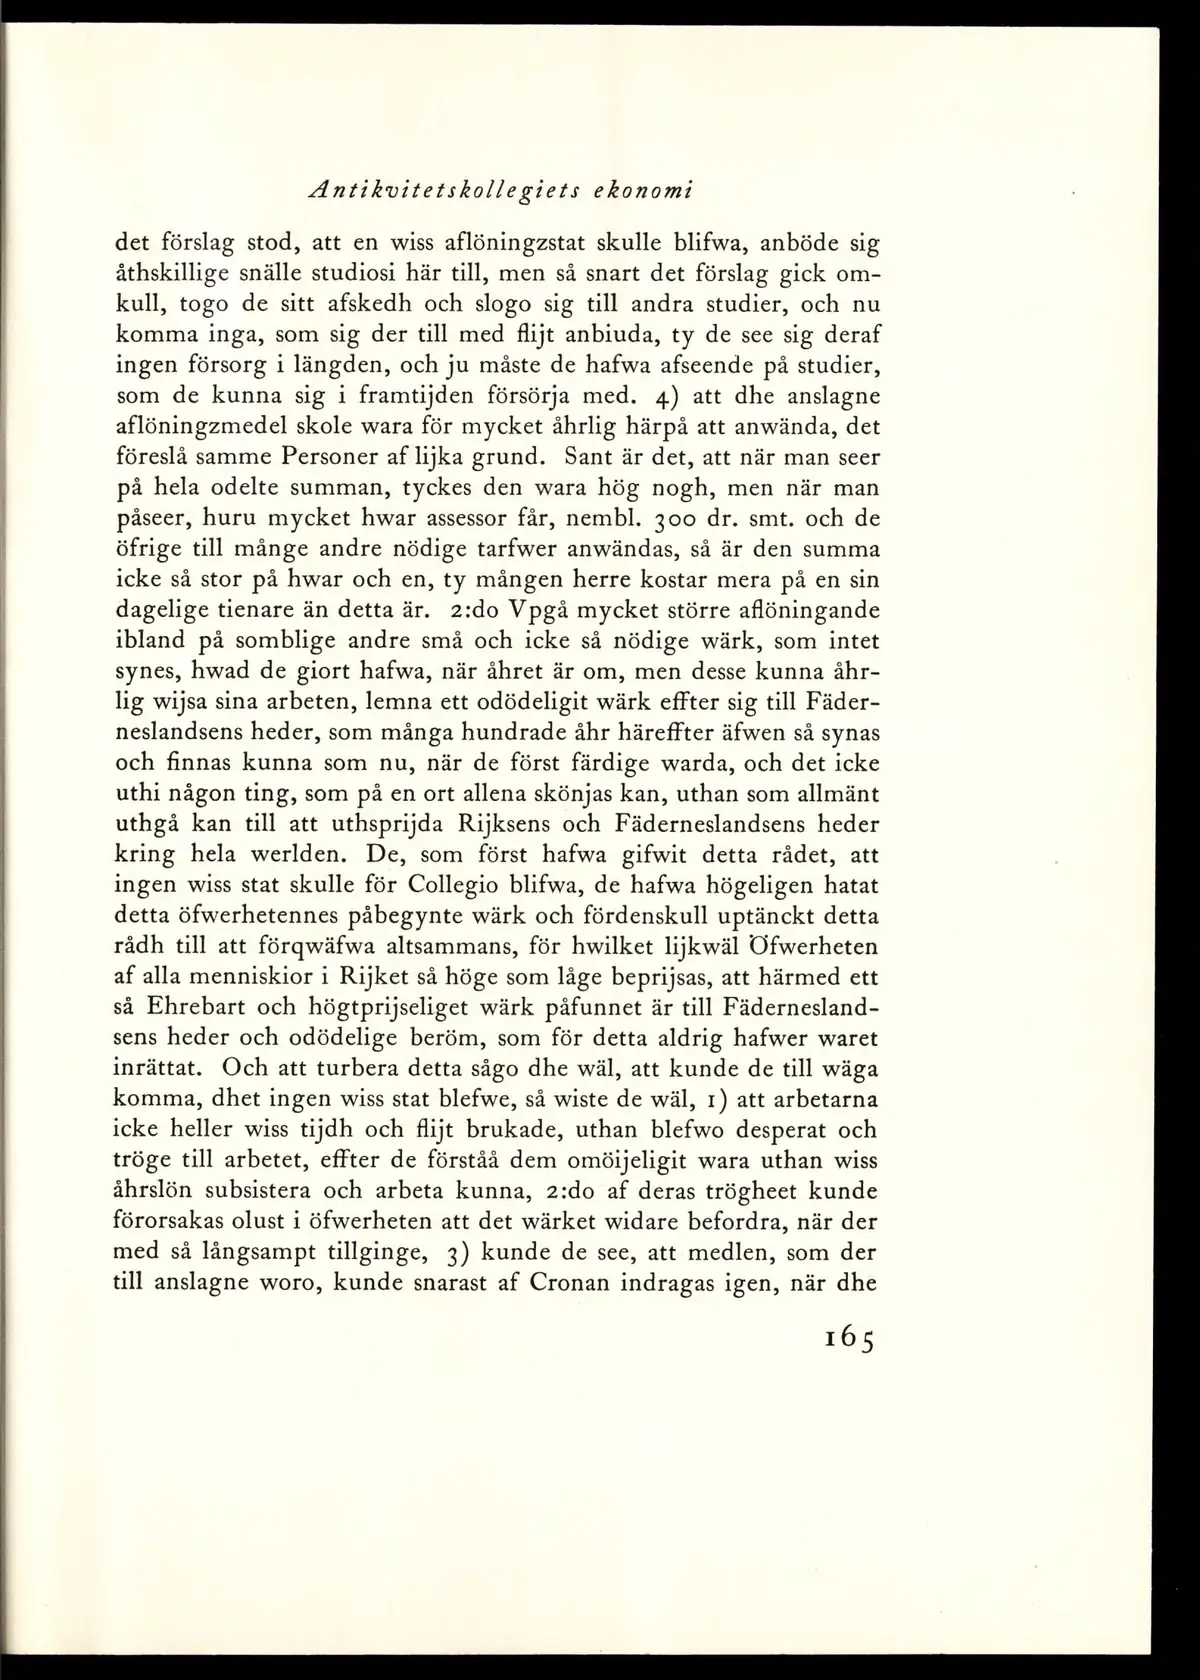 Antikvitetskollegiets ekonomi
det förslag stod, att en wiss aflöningzstat skulle blifwa, anböde sig
åthskillige snälle studiosi här till, men så snart det förslag gick om-
kull, togo de sitt afskedh och slogo sig till andra studier, och nu
komma inga, som sig der till med flijt anbiuda, ty de see sig deraf
ingen försorg i längden, och ju måste de hafwa afseende på studier,
som de kunna sig i framtijden försörja med. 4) att dhe anslagne
aflöningzmedel skole wara för mycket åhrlig härpå att anwända, det
föreslå samme Personer af lijka grund. Sant är det, att när man seer
på hela odelte summan, tyckes den wara hög nogh, men när man
påseer, huru mycket hwar assessor får, nembl. 300 dr. smt. och de
öfrige till månge andre nödige tarfwer anwändas, så är den summa
icke så stor på hwar och en, ty mången herre kostar mera på en sin
dagelige tienare än detta är. 2:do Vpgå mycket större aflöningande
ibland på somblige andre små och icke så nödige wärk, som intet
synes, hwad de giort hafwa, när åhret är om, men desse kunna åhr-
lig wijsa sina arbeten, lemna ett odödeligit wärk effter sig till Fäder-
neslandsens heder, som många hundrade åhr häreffter äfwen så synas
och finnas kunna som nu, när de först färdige warda, och det icke
uthi någon ting, som på en ort allena skönjas kan, uthan som allmänt
uthgå kan till att uthsprijda Rijksens och Fäderneslandsens heder
kring hela werlden. De, som först hafwa gifwit detta rådet, att
ingen wiss stat skulle för Collegio blifwa, de hafwa högeligen hatat
detta öfwerhetennes påbegynte wärk och fördenskull uptänckt detta
rådh till att förqwäfwa altsammans, för hwilket lijkwäl Öfwerheten
af alla menniskior i Rijket så höge som låge beprijsas, att härmed ett
så Ehrebart och högtprijseliget wärk påfunnet är till Fädernesland-
sens heder och odödelige beröm, som för detta aldrig hafwer waret
inrättat. Och att turbera detta sågo dhe wäl, att kunde de till wäga
komma, dhet ingen wiss stat blefwe, så wiste de wäl, 1) att arbetarna
icke heller wiss tijdh och flijt brukade, uthan blefwo desperat och
tröge till arbetet, effter de förståå dem omöijeligit wara uthan wiss
åhrslön subsistera och arbeta kunna, 2:do af deras trögheet kunde
förorsakas olust i öfwerheten att det wärket widare befordra, när der
med så långsampt tillginge, 3) kunde de see, att medlen, som der
till anslagne woro, kunde snarast af Cronan indragas igen, när dhe
165